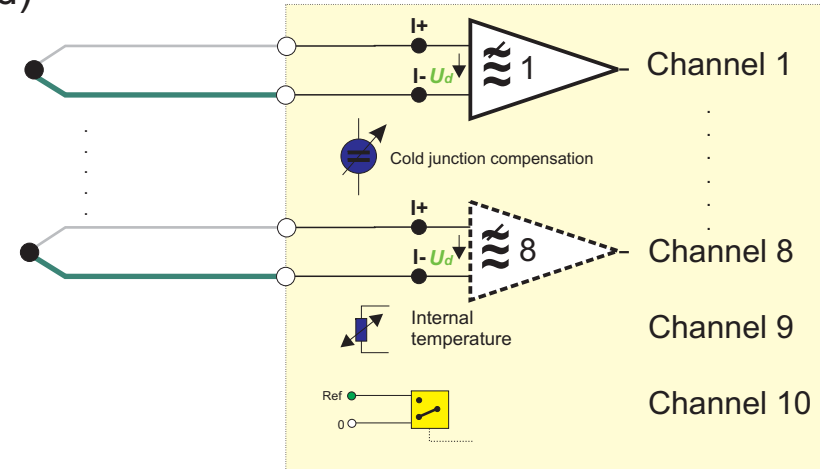 I+
I- Ud
1
Channel 1
Cold junction compensation
I+
I- Ud
8
Channel 8
Internal
temperature
Channel 9
Ref
0
Channel 10